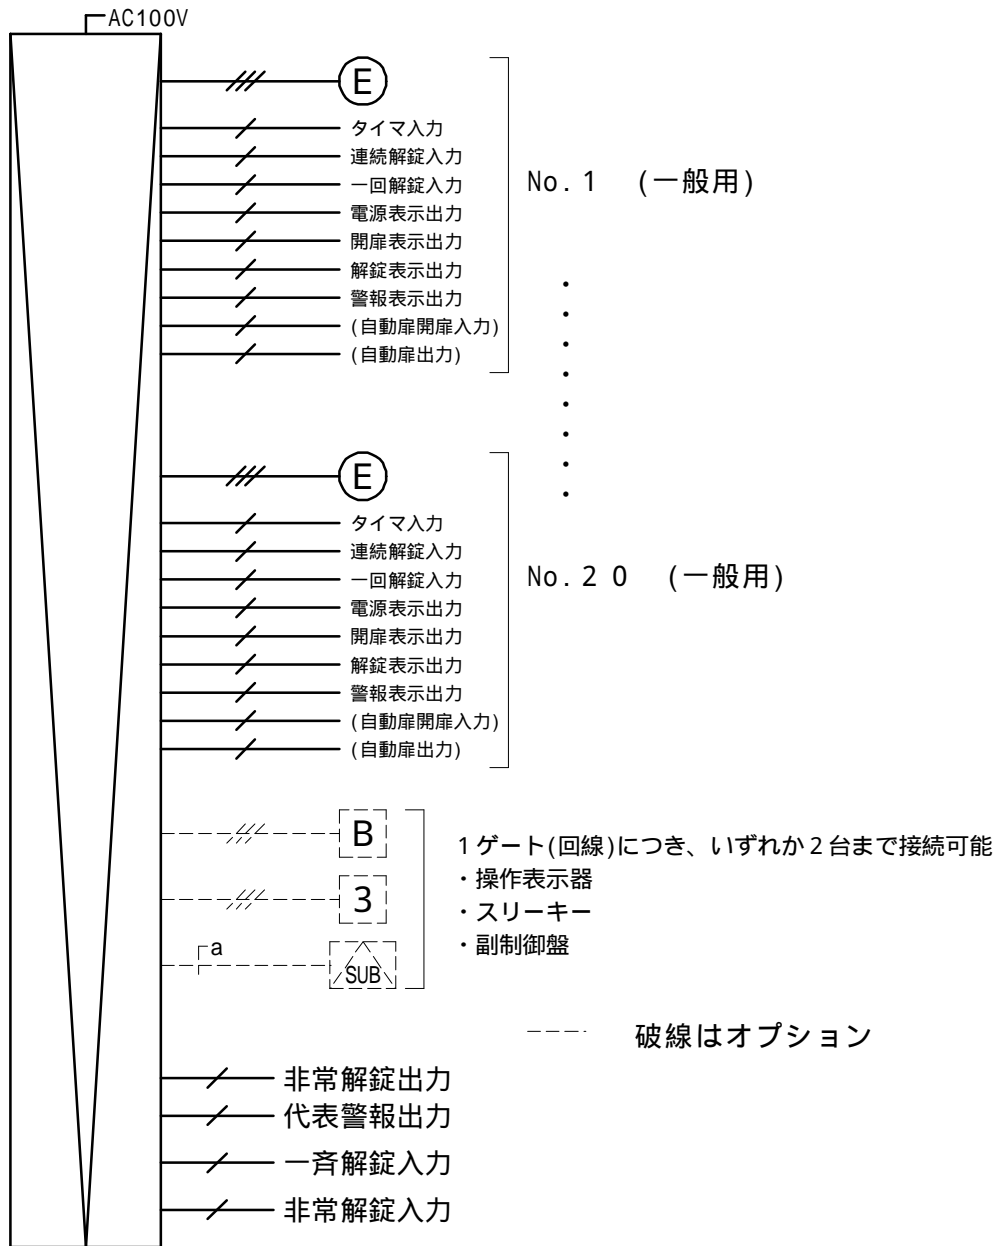 AC100V
E
タイマ入力
連続解錠入力
一回解錠入力
電源表示出力
開扉表示出力
解錠表示出力
警報表示出力
(自動扉開扉入力)
(自動扉出力)
No.1 (一般用)
E
タイマ入力
連続解錠入力
一回解錠入力
電源表示出力
開扉表示出力
解錠表示出力
警報表示出力
(自動扉開扉入力)
(自動扉出力)
No.20 (一般用)
B
3
a
SUB
1ゲート(回線)につき、いずれか2台まで接続可能
・操作表示器
・スリーキー
・副制御盤
破線はオプション
非常解錠出力
代表警報出力
一斉解錠入力
非常解錠入力